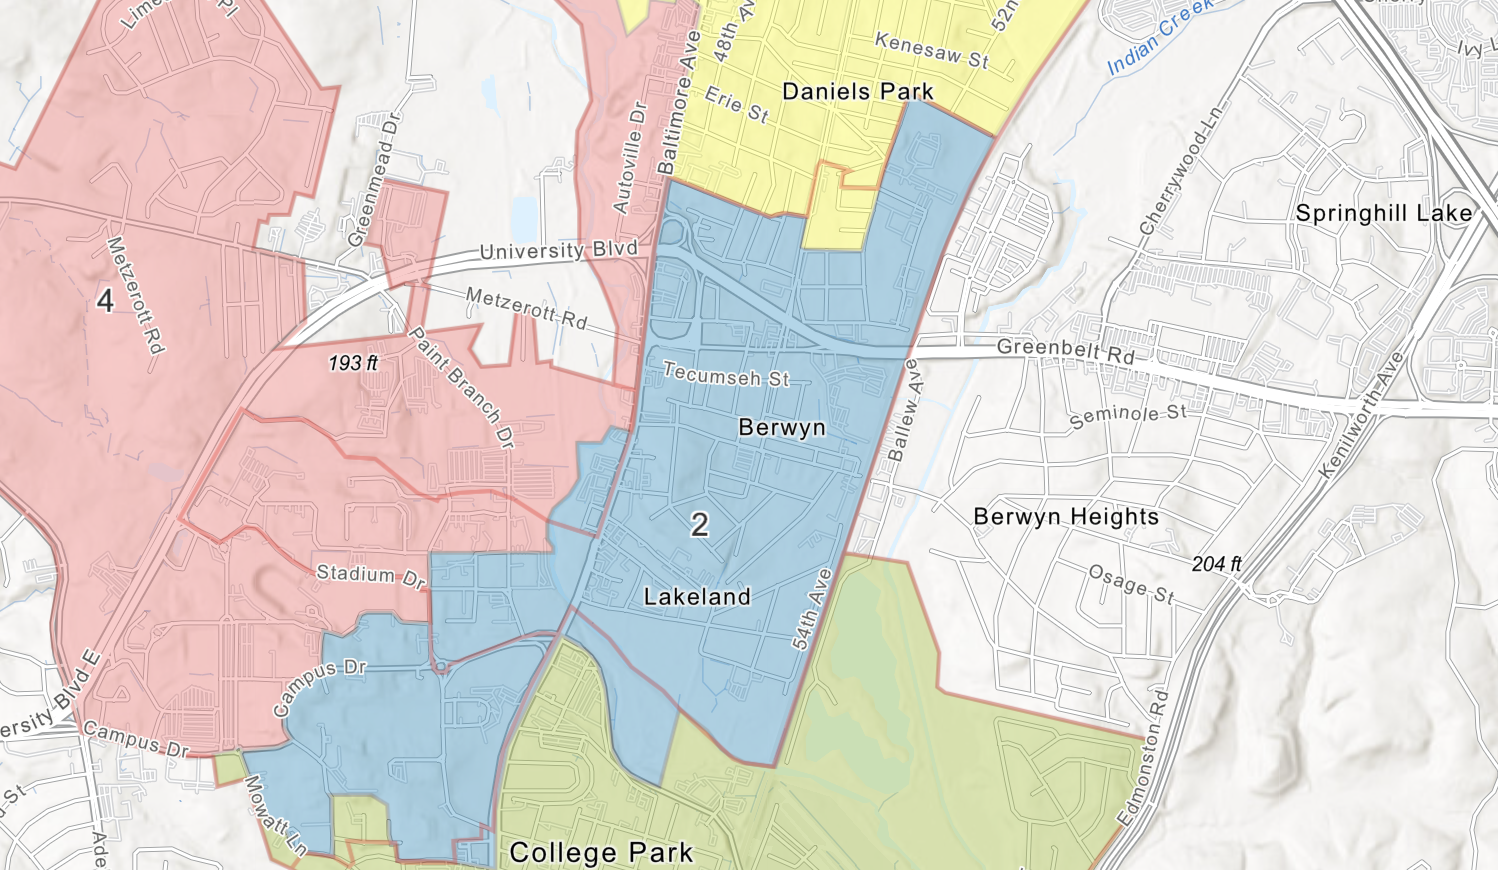 Pl
48th Av
52n
Indian Creek
Ivy L
Kenesaw St
Daniels Park
Erie St
Baltimore Ave
Autoville Dr
Greenmead Dr
Cherrywood Ln
Springhill Lake
University Blvd
Metzerott Rd
Metzerott Rd
4
193 ft
Paint Branch Dr
Tecumseh St
Greenbelt Rd
Ballew Ave
Seminole St
Kenilworth Ave
Berwyn
2
Berwyn Heights
204 ft
Stadium Dr
Lakeland
54th Ave
Osage St
Campus Dr
ersity Blvd E
Campus Dr
Edmonston Rd
Mowatt Ln
d St
Ade
College Park